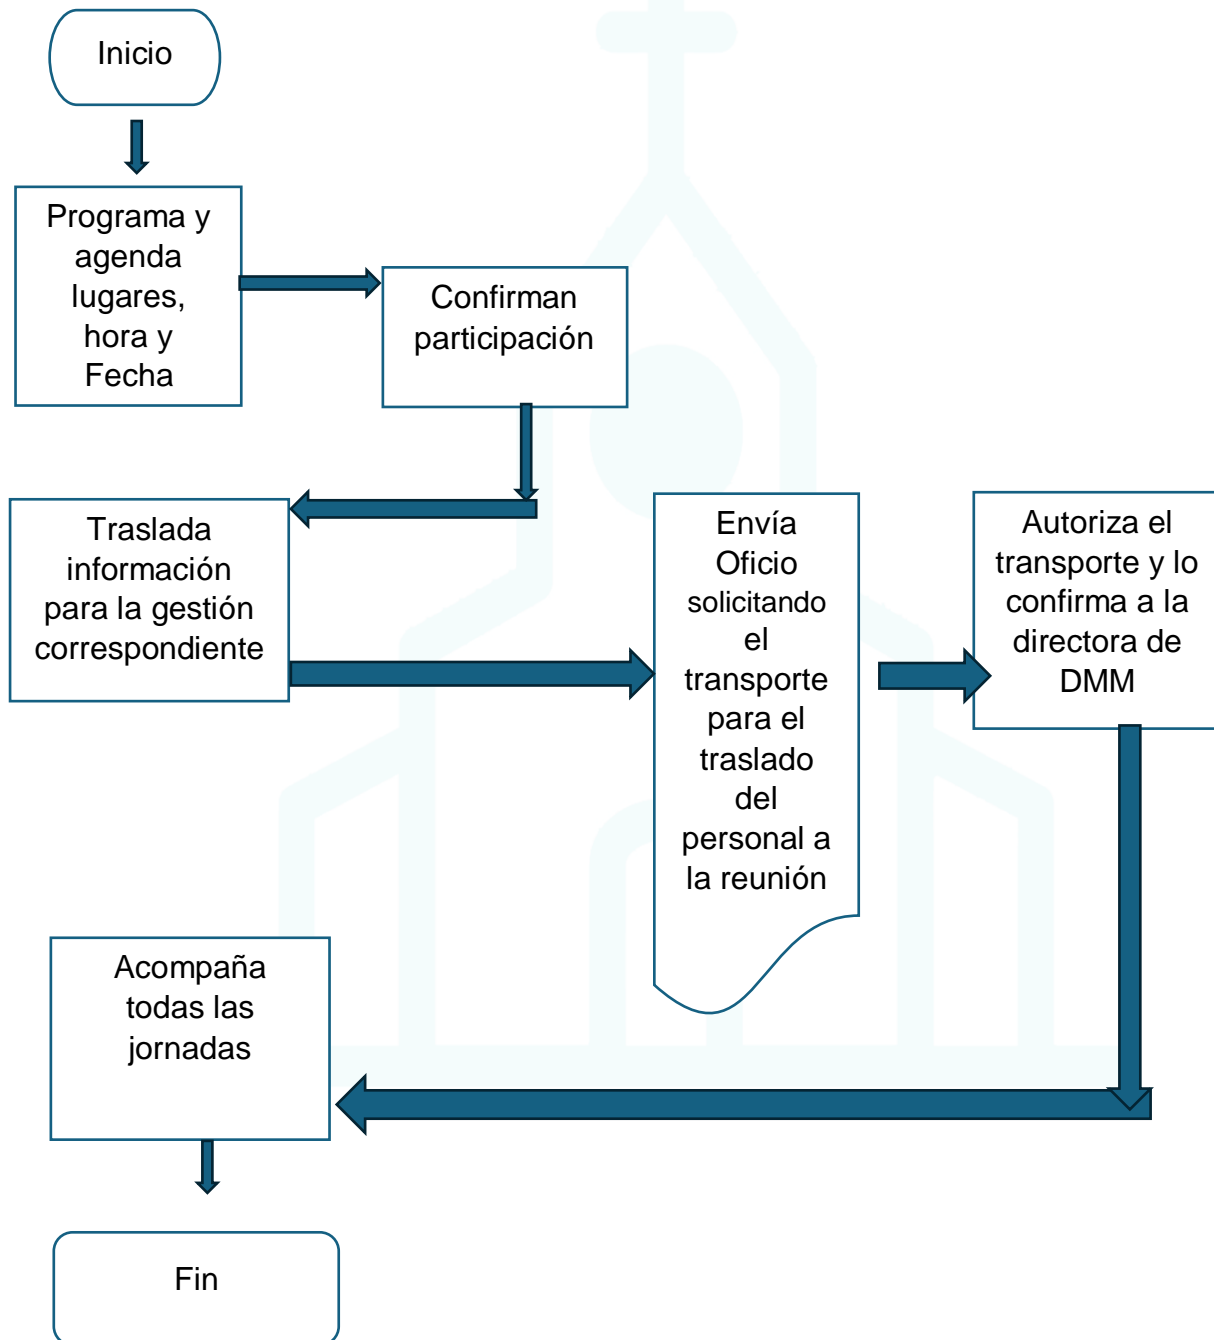 Inicio
Programa y
agenda
lugares,
hora y
Fecha
Confirman
participación
Traslada
información
para la gestión
correspondiente
Envía
Oficio
solicitando
el
transporte
para el
traslado
del
personal a
la reunión
Autoriza el
transporte y lo
confirma a la
directora de
DMM
Acompaña
todas las
jornadas
Fin